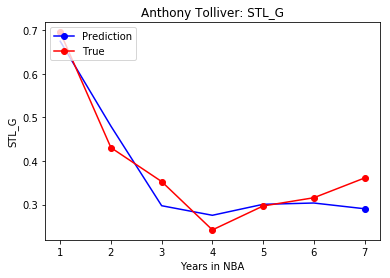 Anthony Tolliver: STL_G
0.7
0.6
0.5
0.4
0.3
STL_G
Prediction
True
1 2 3 4 5 6 7
Years in NBA